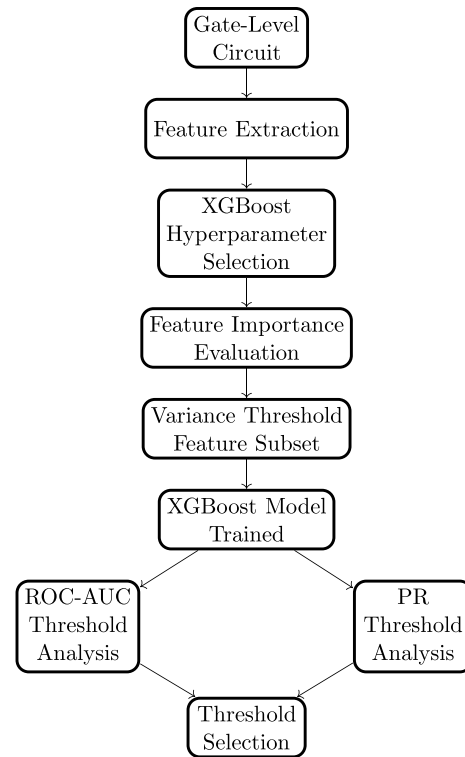 Gate-Level
Circuit
Feature Extraction
XGBoost
Hyperparameter
Selection
Feature Importance
Evaluation
Variance Threshold
Feature Subset
XGBoost Model
Trained
ROC-AUC
Threshold
Analysis
PR
Threshold
Analysis
Threshold
Selection